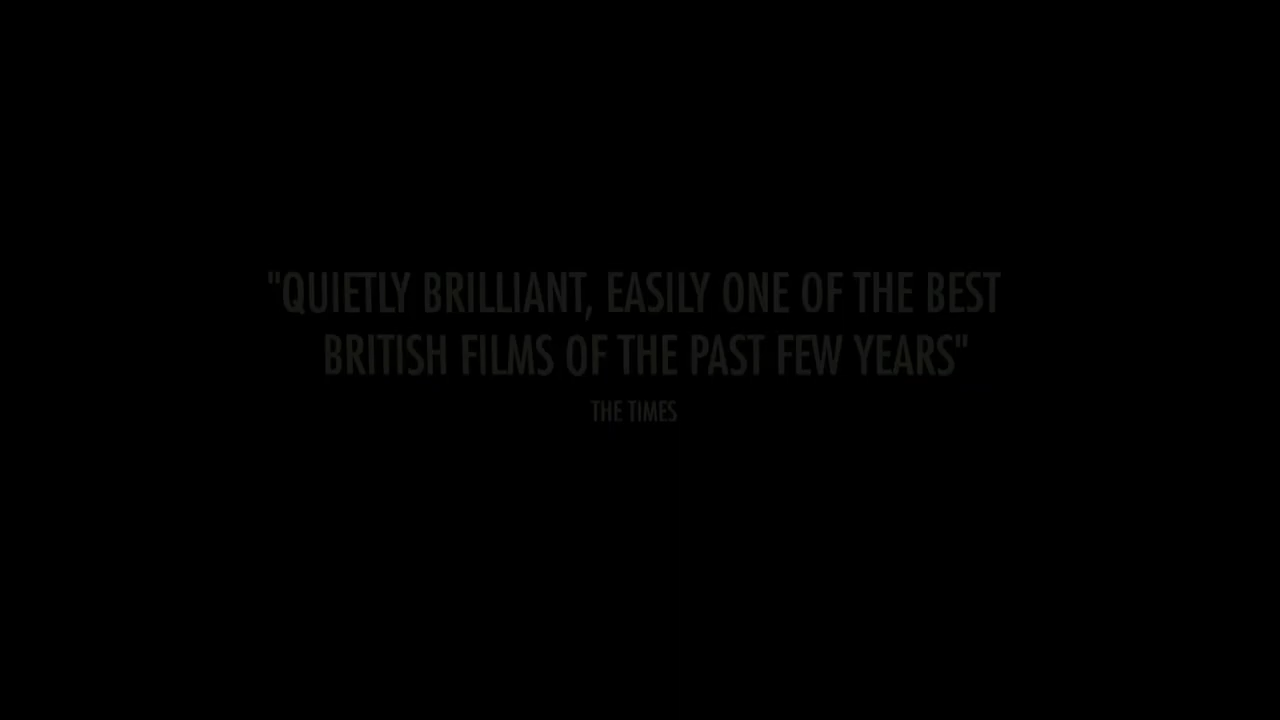 "QUIETLY BRILLIANT, EASILY ONE OF THE BEST
BRITISH FILMS OF THE PAST FEW YEARS"
THE TIMES